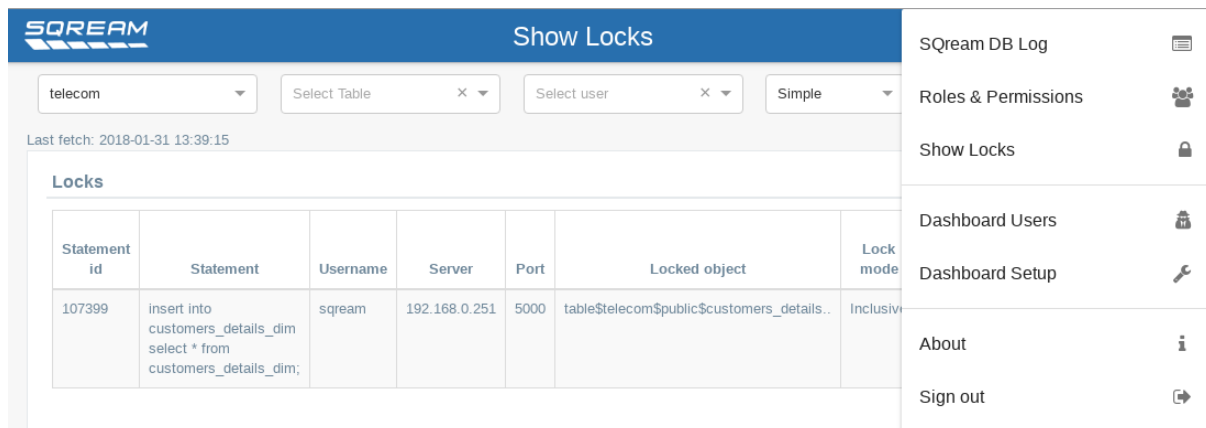 SQREAM
Show Locks
telecom
Select Table
Select user
Simple
Last fetch: 2018-01-31 13:39:15
Locks
Statement id
Statement
Username
Server
Port
Locked object
Lock mode
107399
insert into
customers_details_dim
select * from
customers_details_dim;
sqream
192.168.0.251
5000
table$telecom$public$customers_details..
Inclusive
SQream DB Log
Roles & Permissions
Show Locks
Dashboard Users
Dashboard Setup
About
Sign out